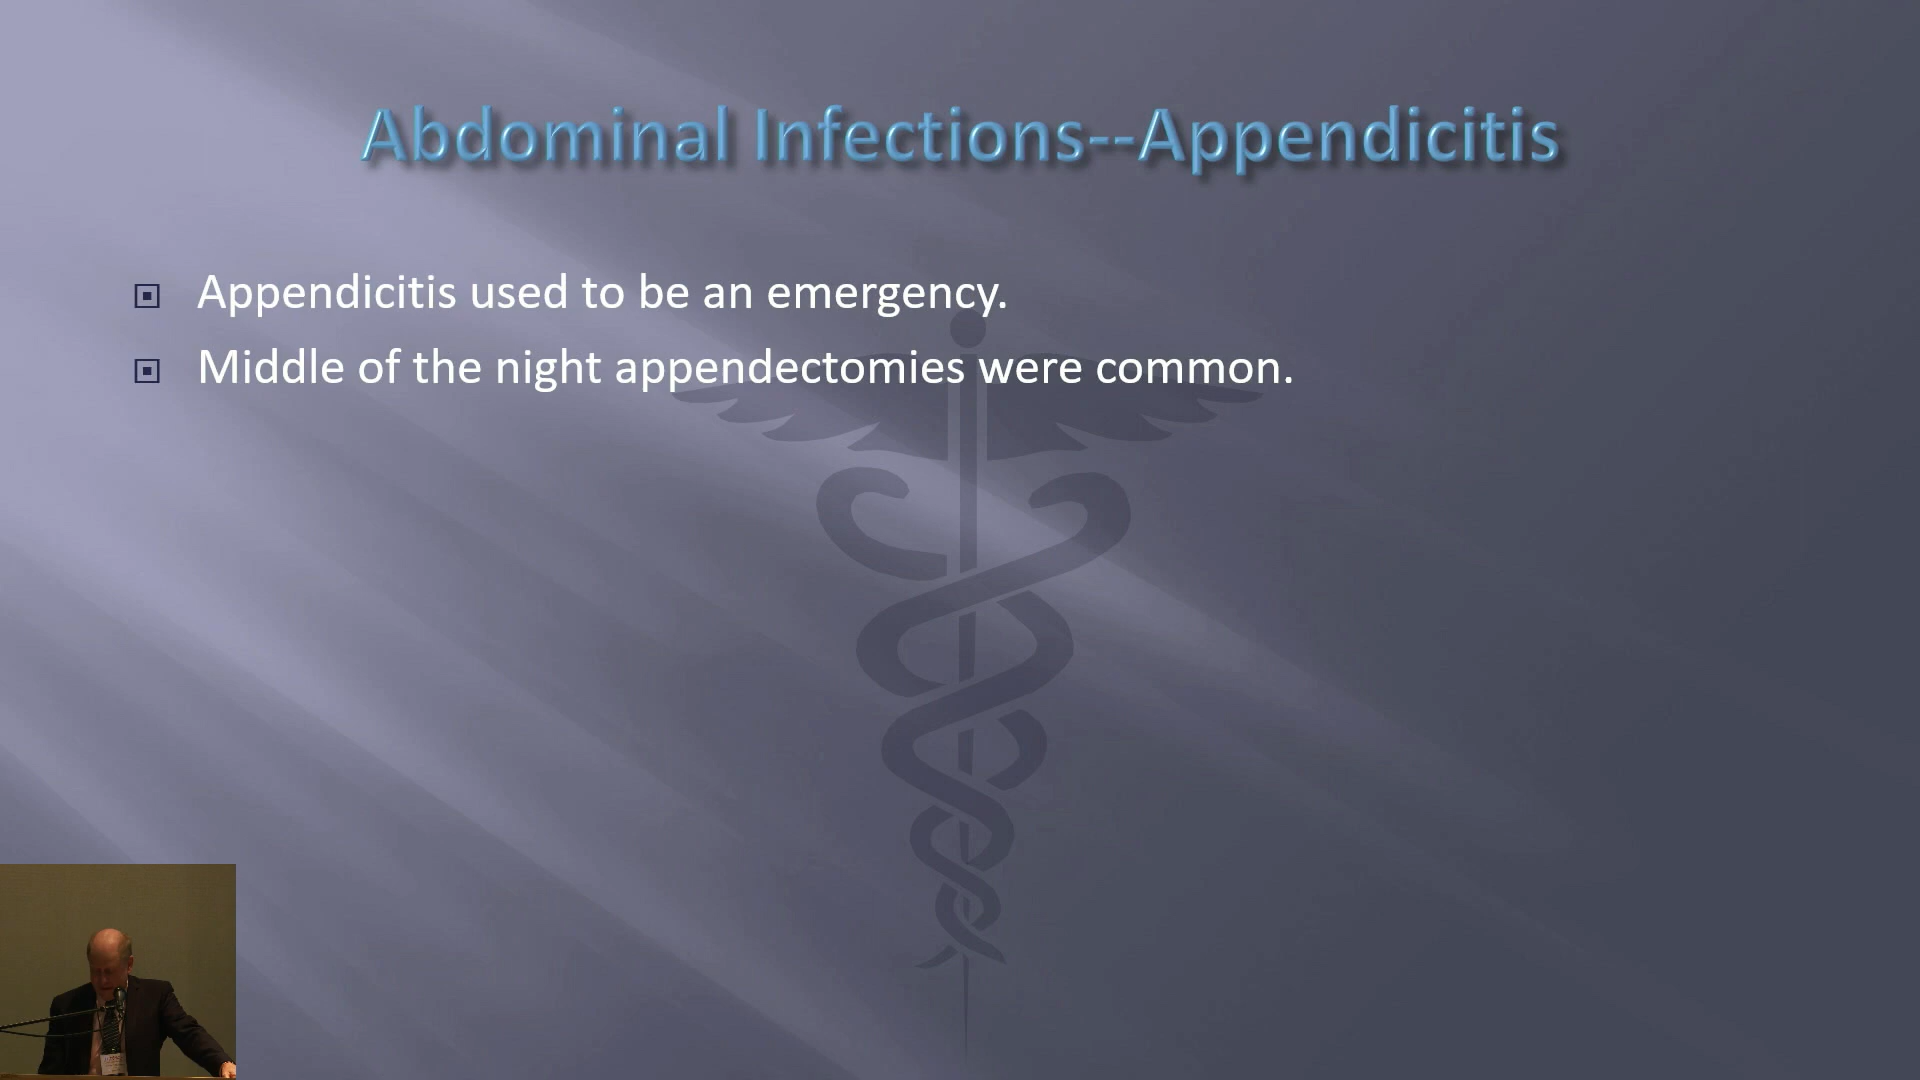 Abdominal Infections--Appendicitis
Appendicitis used to be an emergency.
Middle of the night appendectomies were common.